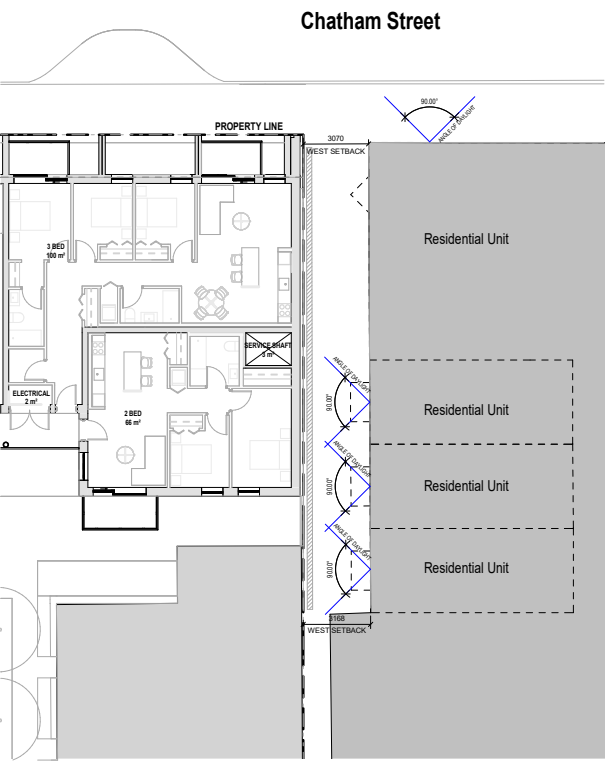 Chatham Street
90.00°
ANGLE OF DAYLIGHT
PROPERTY LINE
3070
WEST SETBACK
Residential Unit
3 BED
100 m²
SERVICE SHAFT
3 m²
ELECTRICAL
2 m²
2 BED
66 m²
ANGLE OF DAYLIGHT
90.00°
Residential Unit
ANGLE OF DAYLIGHT
90.00°
Residential Unit
ANGLE OF DAYLIGHT
90.00°
Residential Unit
3168
WEST SETBACK